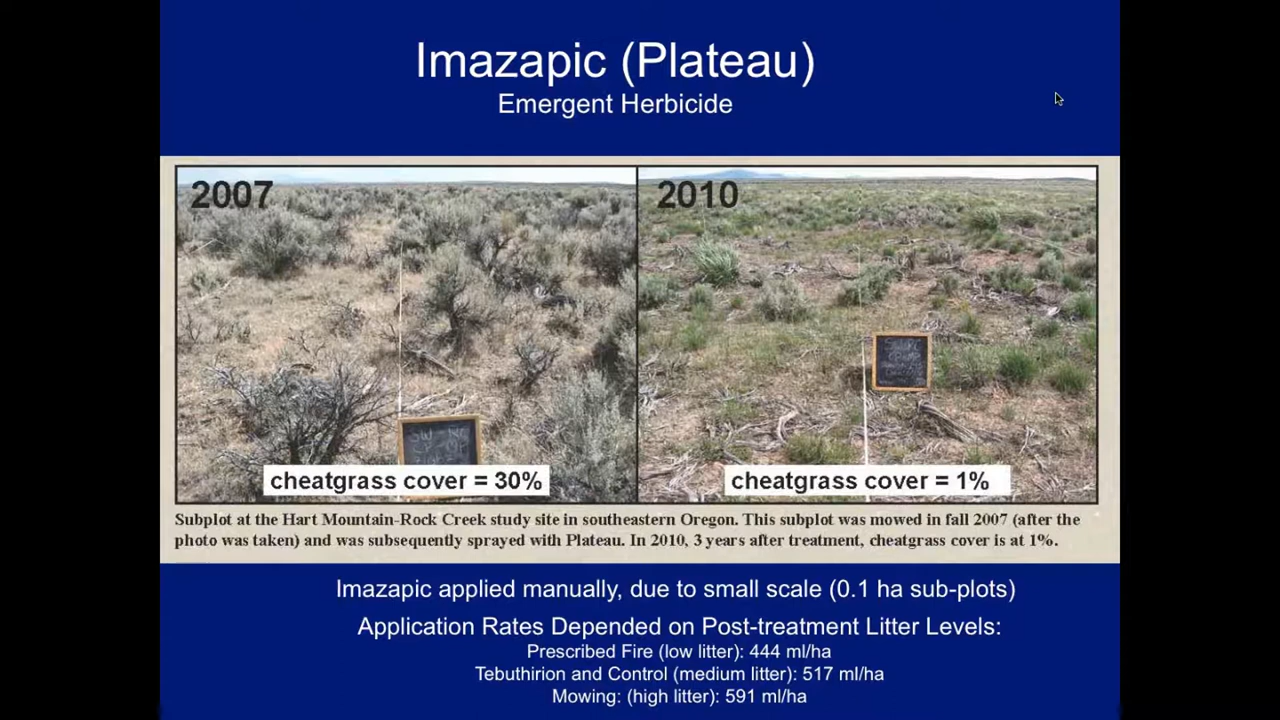 Imazapic (Plateau)
Emergent Herbicide
2007
2010
cheatgrass cover = 30%
cheatgrass cover = 1%
Subplot at the Hart Mountain-Rock Creek study site in southeastern Oregon. This subplot was mowed in fall 2007 (after the
photo was taken) and was subsequently sprayed with Plateau. In 2010, 3 years after treatment, cheatgrass cover is at 1%.
Imazapic applied manually, due to small scale (0.1 ha sub-plots)
Application Rates Depended on Post-treatment Litter Levels:
Prescribed Fire (low litter): 444 ml/ha
Tebuthirion and Control (medium litter): 517 ml/ha
Mowing: (high litter): 591 ml/ha